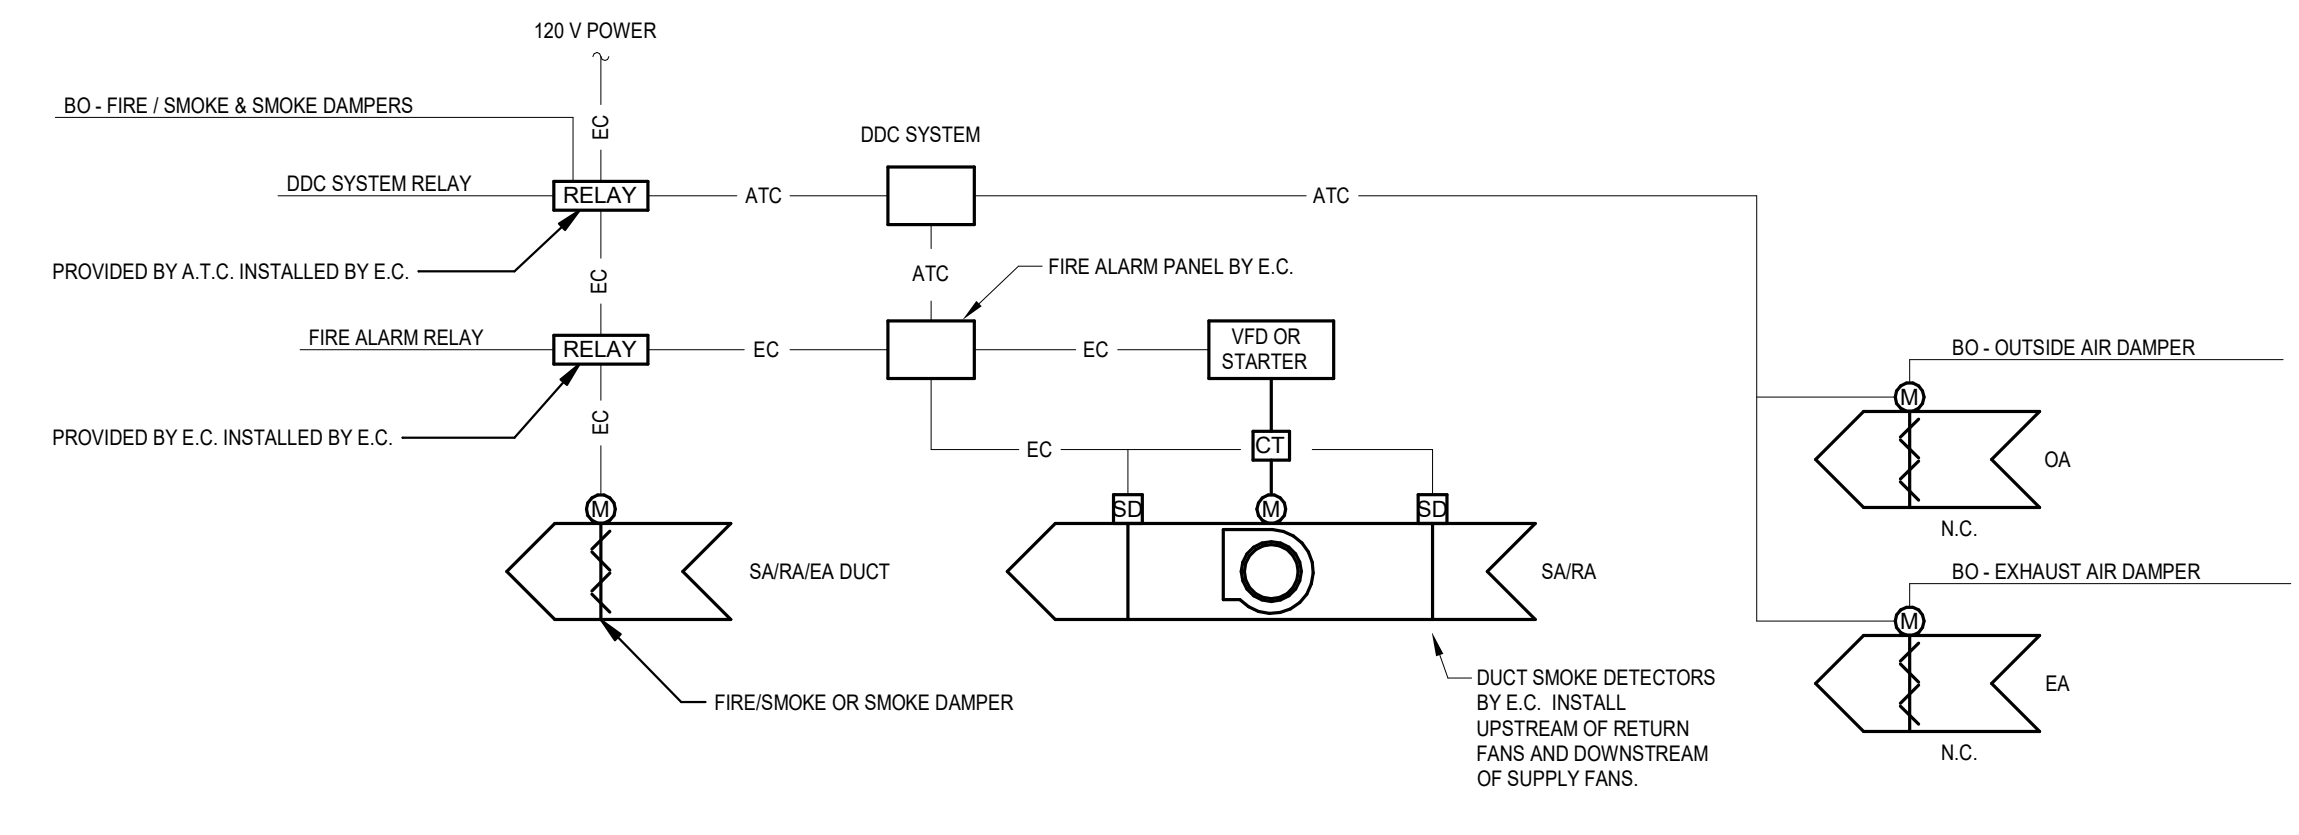 120 V POWER
BO - FIRE / SMOKE & SMOKE DAMPERS
EC
DDC SYSTEM
DDC SYSTEM RELAY
RELAY
ATC
ATC
PROVIDED BY A.T.C. INSTALLED BY E.C.
EC
ATC
FIRE ALARM PANEL BY E.C.
FIRE ALARM RELAY
RELAY
EC
EC
VFD OR
STARTER
BO - OUTSIDE AIR DAMPER
M
PROVIDED BY E.C. INSTALLED BY E.C.
EC
EC
CT
OA
M
SD
M
SD
N.C.
SA/RA/EA DUCT
SA/RA
BO - EXHAUST AIR DAMPER
M
FIRE/SMOKE OR SMOKE DAMPER
DUCT SMOKE DETECTORS
BY E.C. INSTALL
UPSTREAM OF RETURN
FANS AND DOWNSTREAM
OF SUPPLY FANS.
EA
N.C.